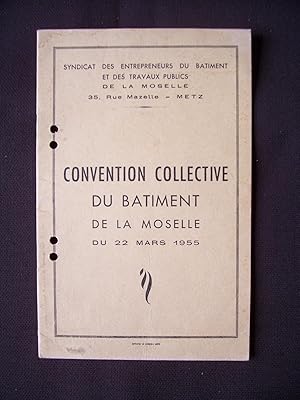 SYNDICAT DES ENTREPRENEURS DU BATIMENT
ET DES TRAVAUX PUBLICS
DE LA MOSELLE
35, Rue Mazelle - METZ
CONVENTION COLLECTIVE
DU BATIMENT
DE LA MOSELLE
DU 22 MARS 1955